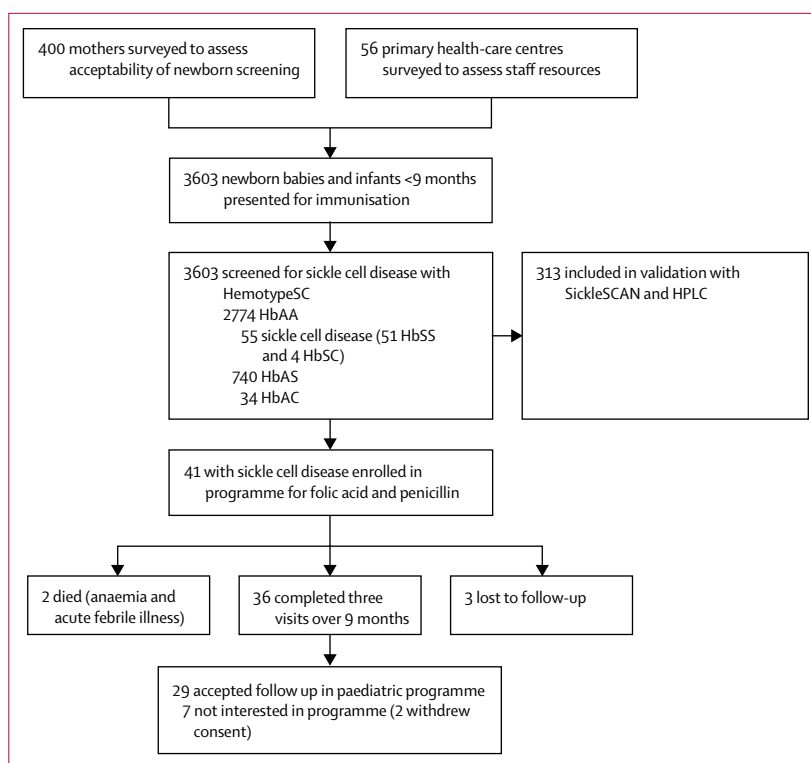 400 mothers surveyed to assess
acceptability of newborn screening
56 primary health-care centres
surveyed to assess staff resources
3603 newborn babies and infants <9 months
presented for immunisation
3603 screened for sickle cell disease with
HemotypeSC
2774 HbAA
55 sickle cell disease (51 HbSS
and 4 HbSC)
740 HbAS
34 HbAC
313 included in validation with
SickleSCAN and HPLC
41 with sickle cell disease enrolled in
programme for folic acid and penicillin
2 died (anaemia and
acute febrile illness)
36 completed three
visits over 9 months
3 lost to follow-up
29 accepted follow up in paediatric programme
7 not interested in programme (2 withdrew
consent)